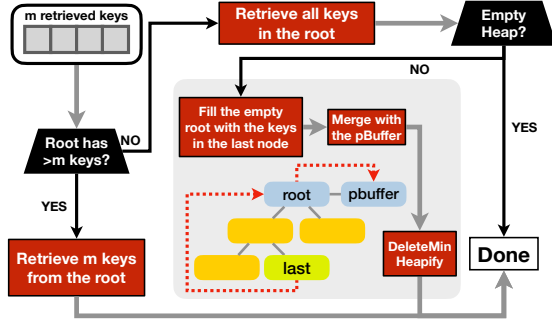 m retrieved keys
Retrieve all keys
in the root
Empty
Heap?
NO
Root has
>m keys?
NO
YES
Fill the empty
root with the keys
in the last node
Merge with
the pBuffer
YES
root
pbuffer
last
DeleteMin
Heapify
Retrieve m keys
from the root
Done